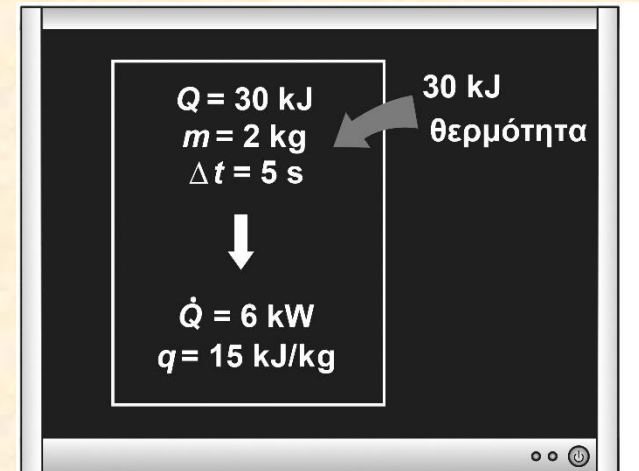 Q = 30 kJ
m = 2 kg
Δt = 5 s
Q̇ = 6 kW
q = 15 kJ/kg
30 kJ
θερμότητα